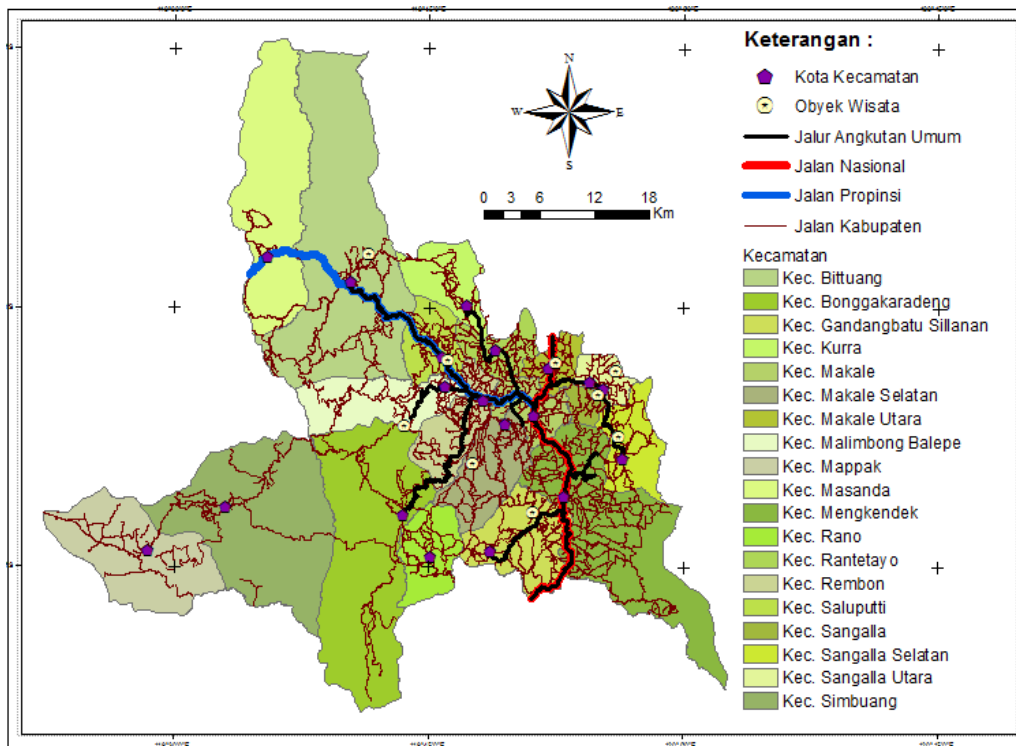 Keterangan :
Kota Kecamatan
Obyek Wisata
Jalur Angkutan Umum
Jalan Nasional
Jalan Propinsi
Jalan Kabupaten
N
W
E
S
0 3 6 12 18
Km
Kecamatan
Kec. Bittuang
Kec. Bonggakaradeng
Kec. Gandangbatu Sillanan
Kec. Kurra
Kec. Makale
Kec. Makale Selatan
Kec. Makale Utara
Kec. Malimbong Balepe
Kec. Mappak
Kec. Masanda
Kec. Mengkendek
Kec. Rano
Kec. Rantetayo
Kec. Rembon
Kec. Saluputti
Kec. Sangalla
Kec. Sangalla Selatan
Kec. Sangalla Utara
Kec. Simbuang